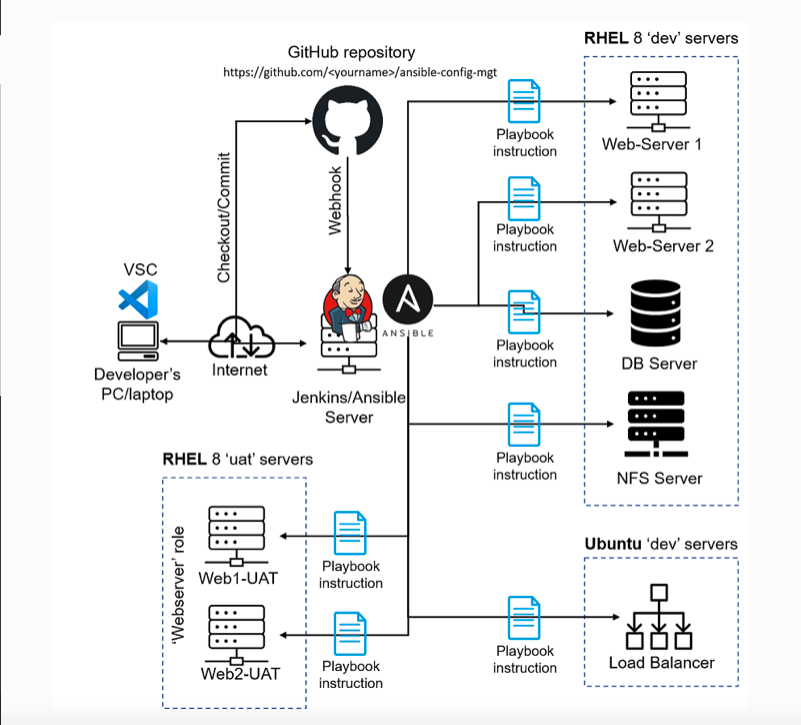 RHEL 8 ‘dev’ servers
GitHub repository
https://github.com/<yourname>/ansible-config-mgt
Playbook
instruction
Web-Server 1
Checkout/Commit
Webhook
Playbook
instruction
Web-Server 2
VSC
ANSIBLE
Playbook
instruction
DB Server
Developer’s
PC/laptop
Internet
Jenkins/Ansible
Server
Playbook
instruction
NFS Server
RHEL 8 ‘uat’ servers
‘Webserver’ role
Web1-UAT
Playbook
instruction
Web2-UAT
Playbook
instruction
Ubuntu ‘dev’ servers
Playbook
instruction
Load Balancer